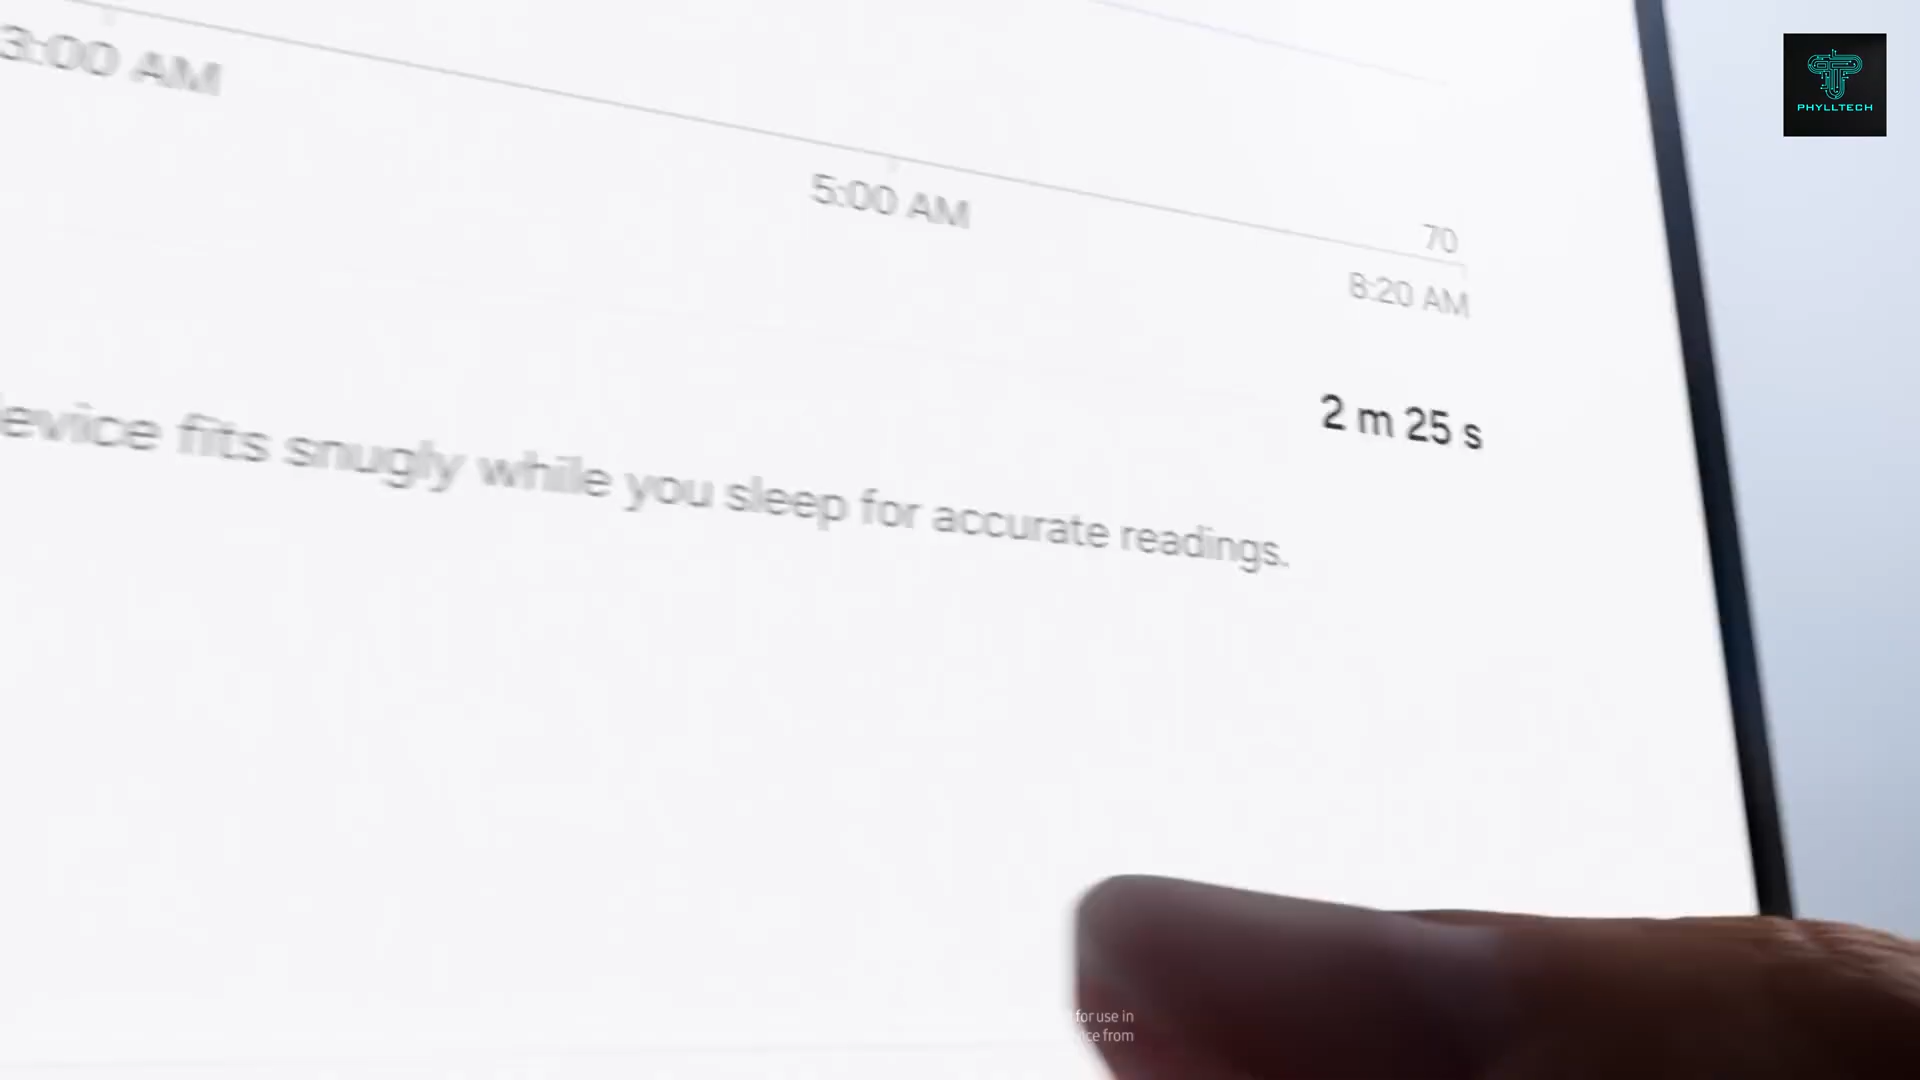 PHYLLTECH
3:00 AM
5:00 AM
70
8:20 AM
2 m 25 s
evice fits snugly while you sleep for accurate readings.
for use in
ice from